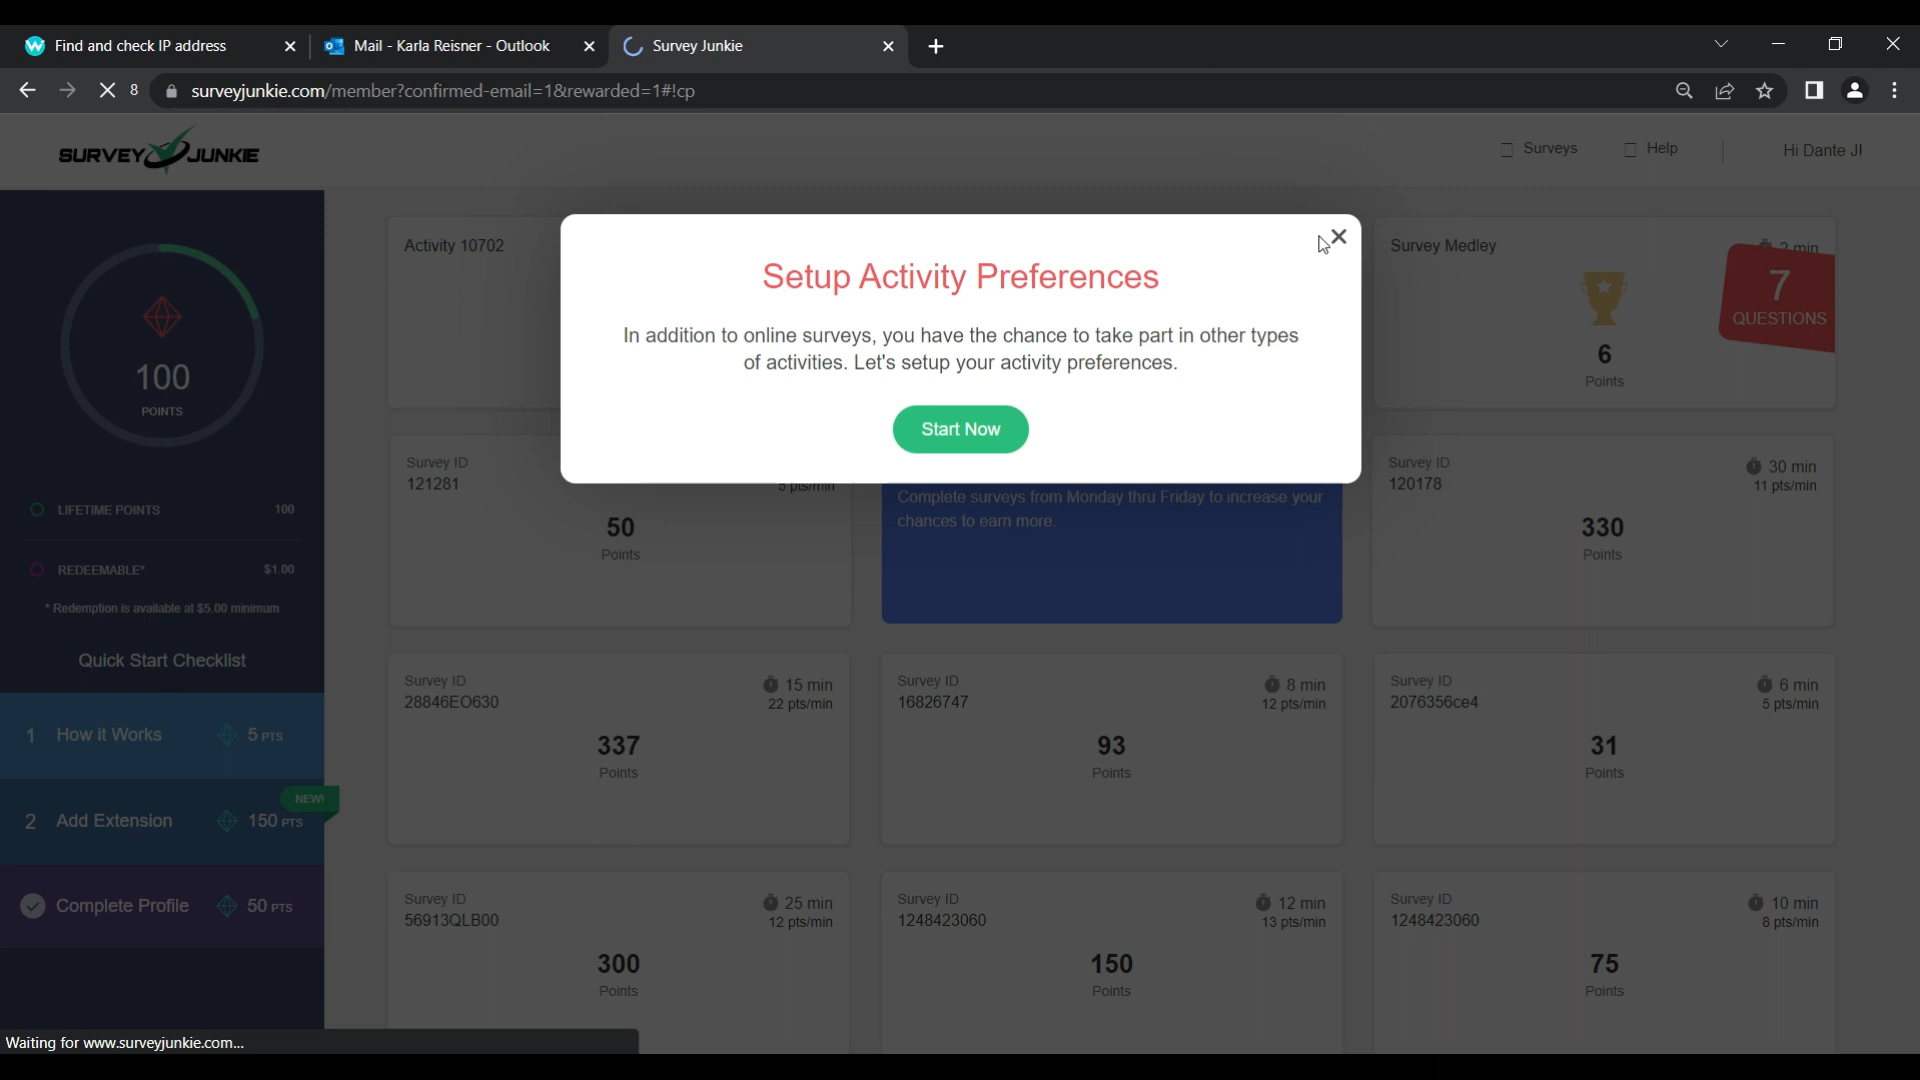 Find and check IP address
Mail - Karla Reisner - Outlook
Survey Junkie
8
surveyjunkie.com/member?confirmed-email=1&rewarded=1#!cp
SURVEY JUNKIE
Surveys
Help
Hi Dante J!
100
POINTS
LIFETIME POINTS 100
REDEEMABLE* $1.00
* Redemption is available at $5.00 minimum
Quick Start Checklist
1 How it Works 5 PTS
NEW!
2 Add Extension 150 PTS
Complete Profile 50 PTS
Activity 10702
Setup Activity Preferences
In addition to online surveys, you have the chance to take part in other types
of activities. Let's setup your activity preferences.
Start Now
Survey Medley
2 min
7
QUESTIONS
6
Points
Survey ID
121281
5 pts/min
50
Points
Complete surveys from Monday thru Friday to increase your
chances to earn more.
Survey ID
120178
30 min
11 pts/min
330
Points
Survey ID
28846EO630
15 min
22 pts/min
337
Points
Survey ID
16826747
8 min
12 pts/min
93
Points
Survey ID
2076356ce4
6 min
5 pts/min
31
Points
Survey ID
56913QLB00
25 min
12 pts/min
300
Points
Survey ID
1248423060
12 min
13 pts/min
150
Points
Survey ID
1248423060
10 min
8 pts/min
75
Points
Waiting for www.surveyjunkie.com...